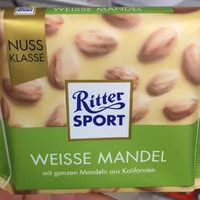 NUSS
KLASSE
Ritter
SPORT
WEISSE MANDEL
mit ganzen Mandeln aus Kalifornien